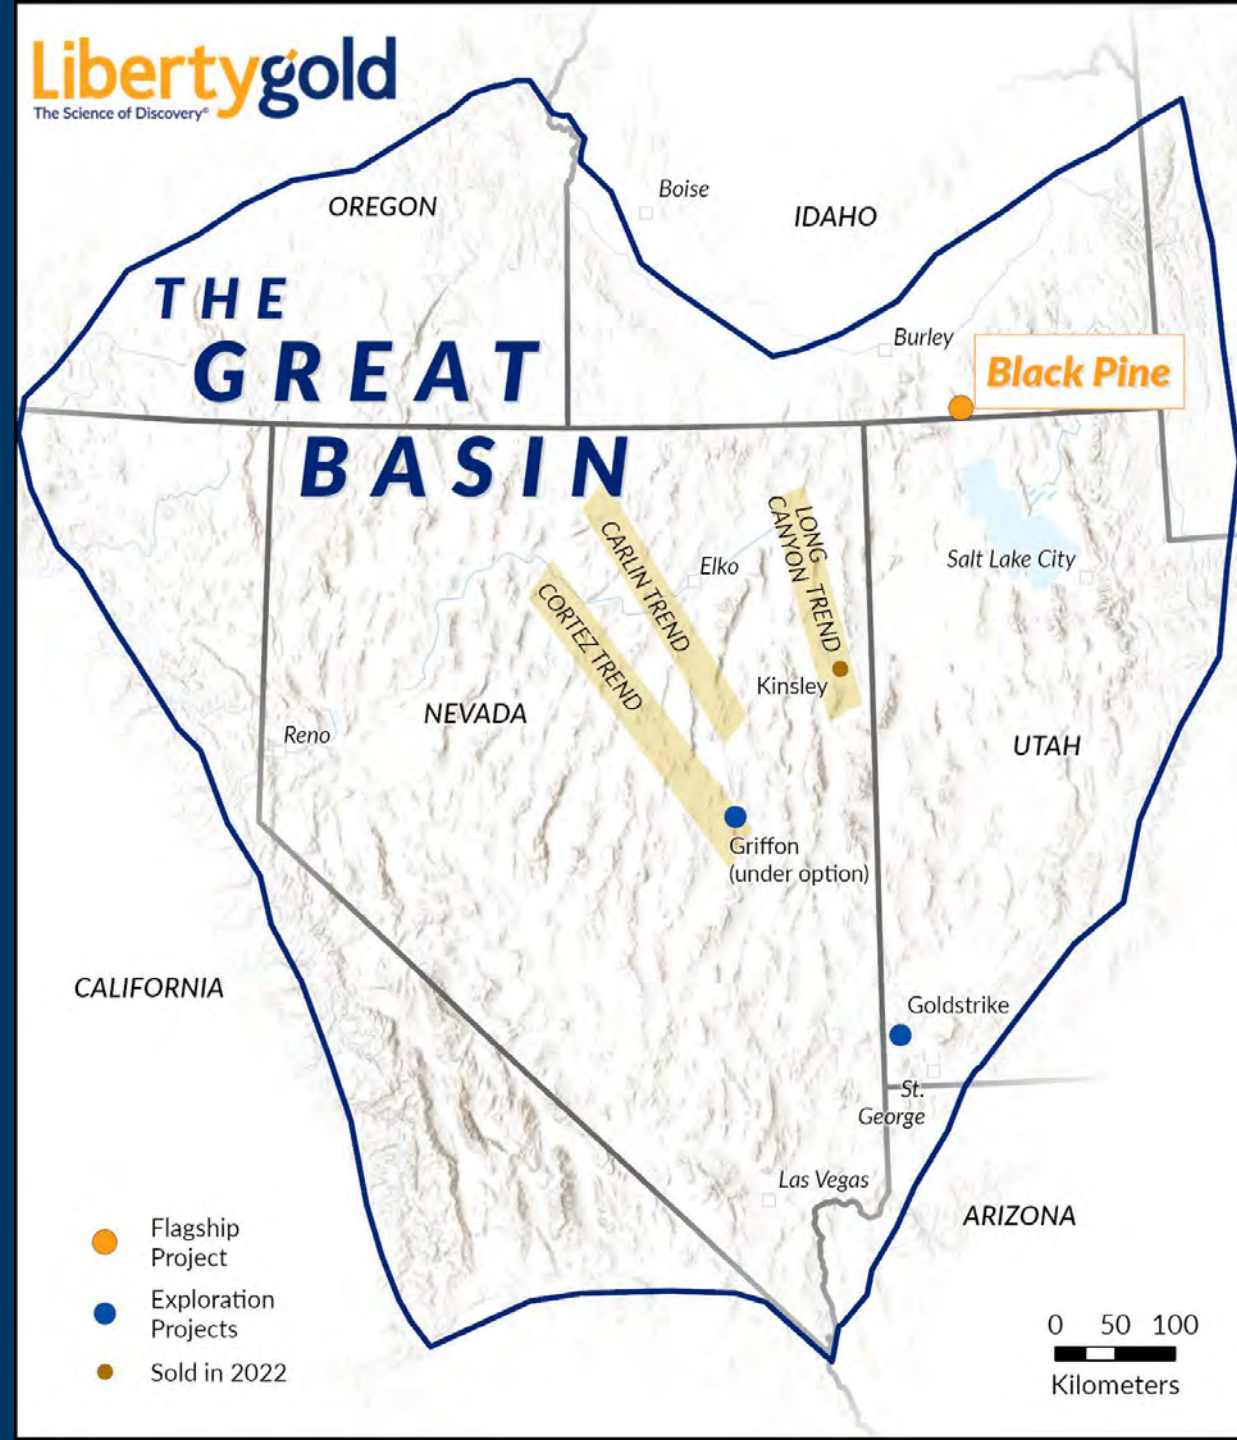 Libertygold
The Science of Discovery®
OREGON
Boise
IDAHO
THE
GREAT
BASIN
Burley
Black Pine
CARLIN TREND
CORTEZ TREND
LONG
CANYON TREND
Elko
Salt Lake City
Kinsley
NEVADA
Reno
UTAH
Griffon
(under option)
CALIFORNIA
Goldstrike
St.
George
Las Vegas
ARIZONA
Flagship
Project
Exploration
Projects
Sold in 2022
0 50 100
Kilometers